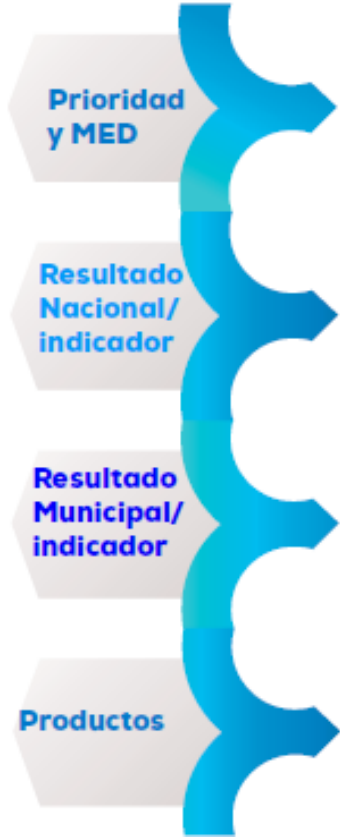 Prioridad
y MED
Resultado
Nacional/
indicador
Resultado
Municipal/
indicador
Productos